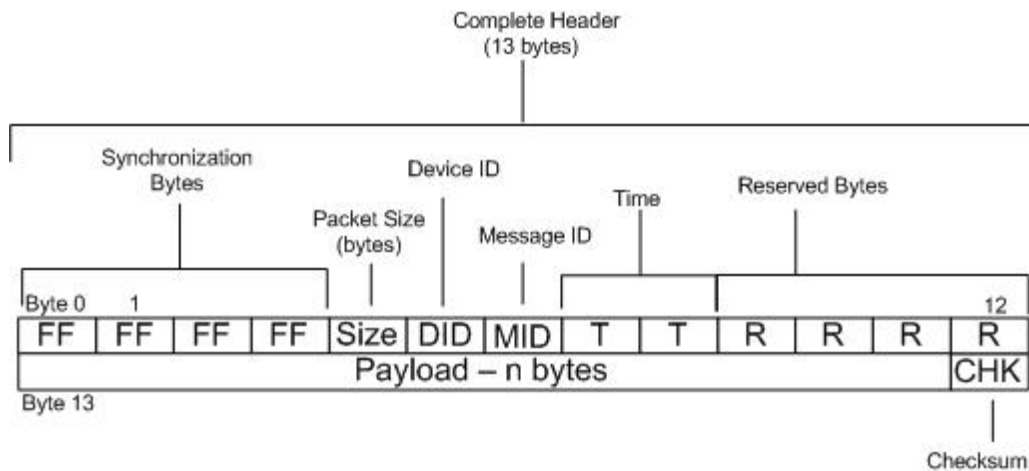 Complete Header
(13 bytes)
Synchronization
Bytes
Device ID
Reserved Bytes
Time
Packet Size
(bytes)
Message ID
Byte 0 1 12
FF FF FF FF Size DID MID T T R R R R
Payload – n bytes CHK
Byte 13
Checksum